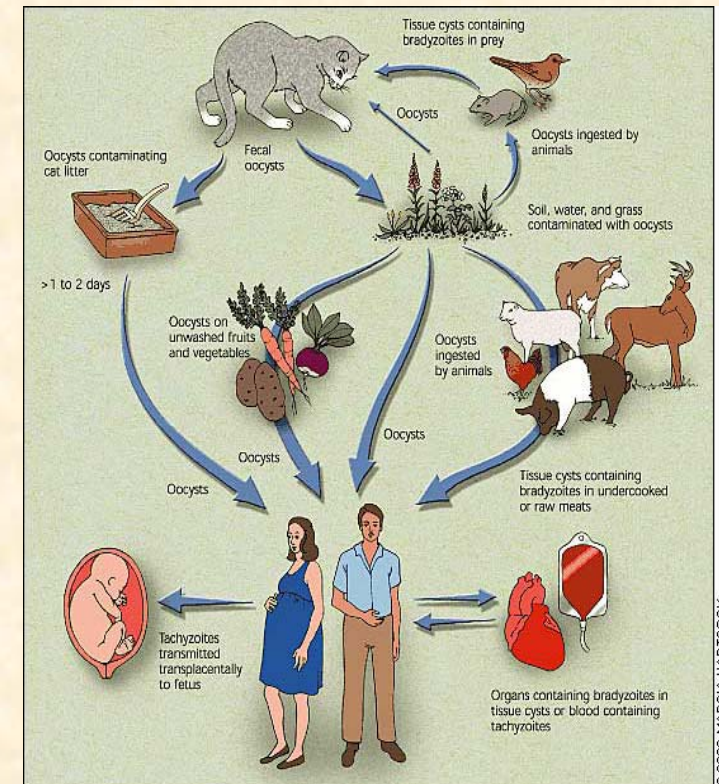 Tissue cysts containing
bradyzoites in prey
Oocysts
Oocysts ingested by
animals
Fecal
oocysts
Oocysts contaminating
cat litter
Soil, water, and grass
contaminated with oocysts
>1 to 2 days
Oocysts on
unwashed fruits
and vegetables
Oocysts
ingested
by animals
Oocysts
Oocysts
Oocysts
Tissue cysts containing
bradyzoites in undercooked
or raw meats
Tachyzoites
transmitted
transplacentally
to fetus
Organs containing bradyzoites in
tissue cysts or blood containing
tachyzoites
MARCIA HARTSOCK